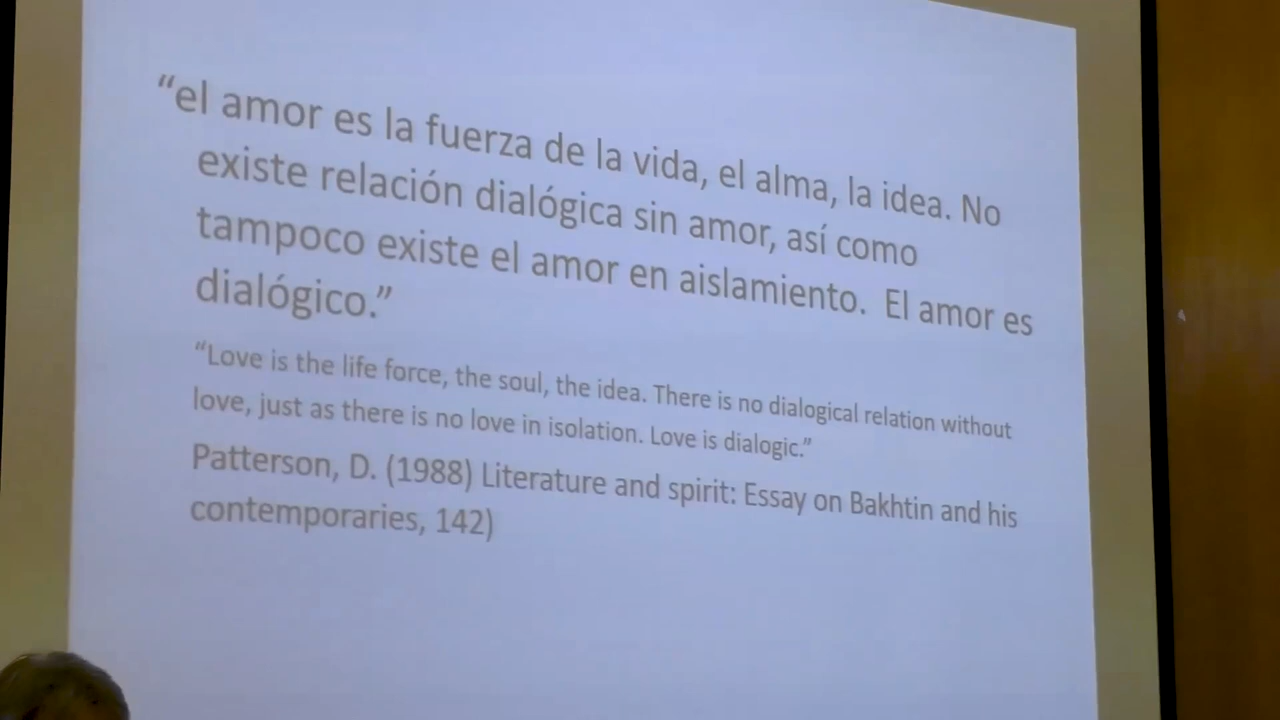 “el amor es la fuerza de la vida, el alma, la idea. No
existe relación dialógica sin amor, así como
tampoco existe el amor en aislamiento. El amor es
dialógico.”
“Love is the life force, the soul, the idea. There is no dialogical relation without
love, just as there is no love in isolation. Love is dialogic.”
Patterson, D. (1988) Literature and spirit: Essay on Bakhtin and his
contemporaries, 142)